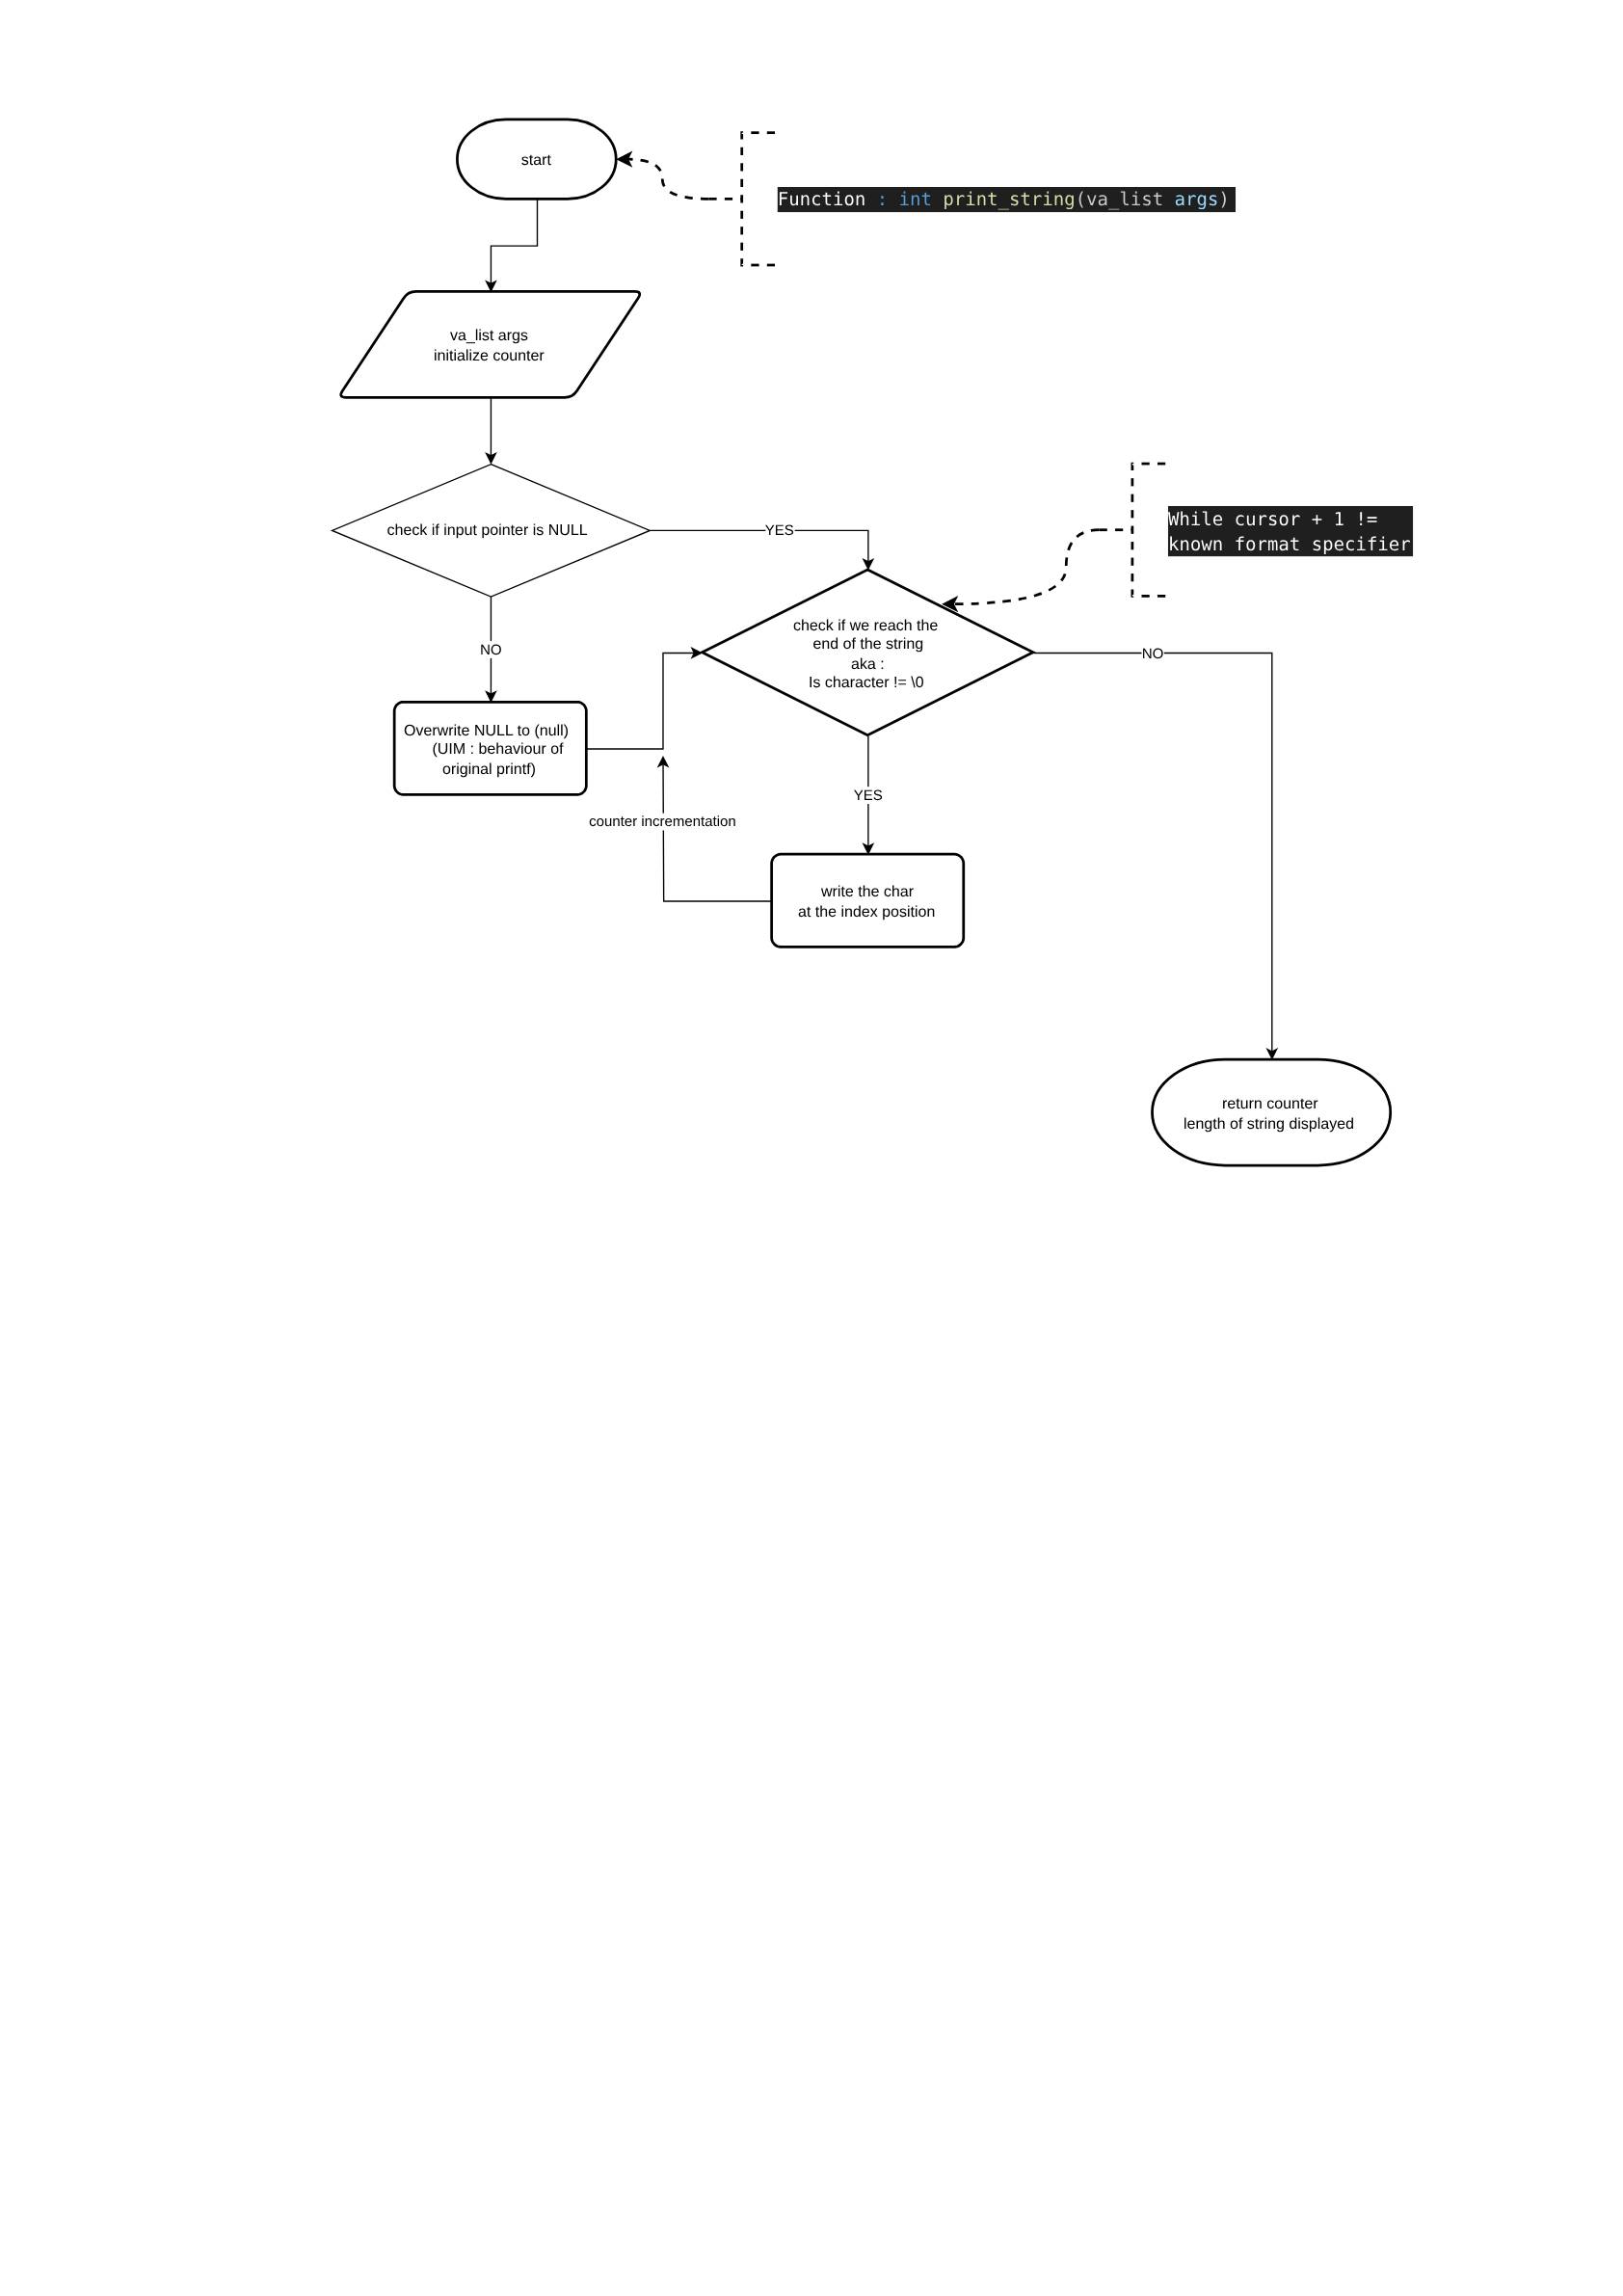 start
Function : int print_string(va_list args)
va_list args
initialize counter
check if input pointer is NULL
YES
While cursor + 1 !=
known format specifier
NO
check if we reach the
end of the string
aka :
Is character != \0
NO
Overwrite NULL to (null)
(UIM : behaviour of
original printf)
YES
counter incrementation
write the char
at the index position
return counter
length of string displayed